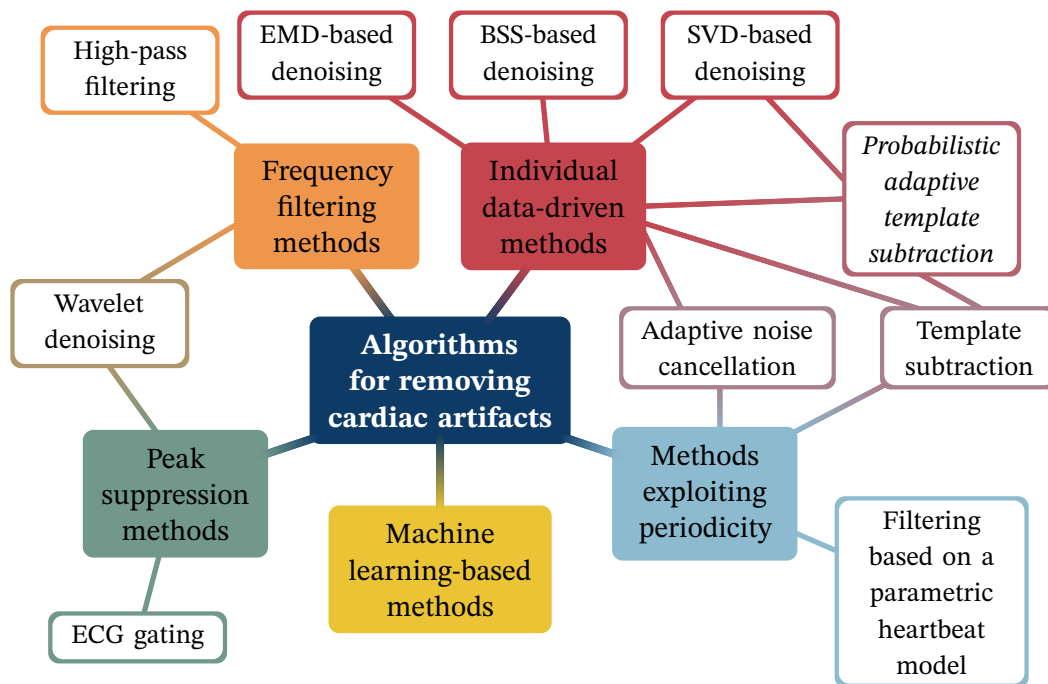 High-pass
filtering
EMD-based
denoising
BSS-based
denoising
SVD-based
denoising
Probabilistic
adaptive
template
subtraction
Frequency
filtering
methods
Individual
data-driven
methods
Wavelet
denoising
Algorithms
for removing
cardiac artifacts
Adaptive noise
cancellation
Template
subtraction
Peak
suppression
methods
Machine
learning-based
methods
Methods
exploiting
periodicity
Filtering
based on a
parametric
heartbeat
model
ECG gating